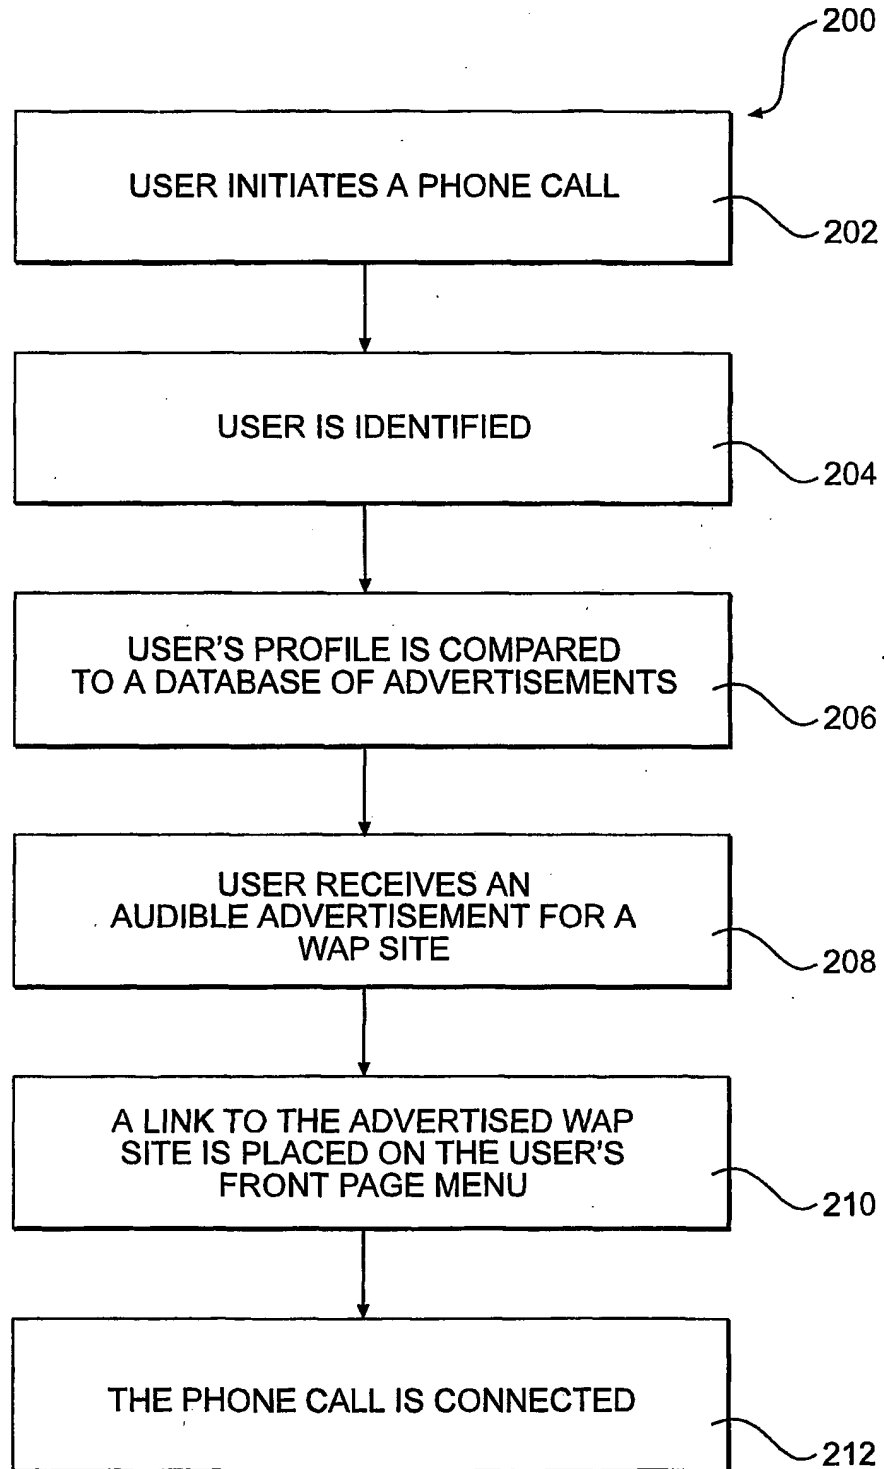 200
USER INITIATES A PHONE CALL
202
USER IS IDENTIFIED
204
USER'S PROFILE IS COMPARED
TO A DATABASE OF ADVERTISEMENTS
206
USER RECEIVES AN
AUDIBLE ADVERTISEMENT FOR A
WAP SITE
208
A LINK TO THE ADVERTISED WAP
SITE IS PLACED ON THE USER'S
FRONT PAGE MENU
210
THE PHONE CALL IS CONNECTED
212